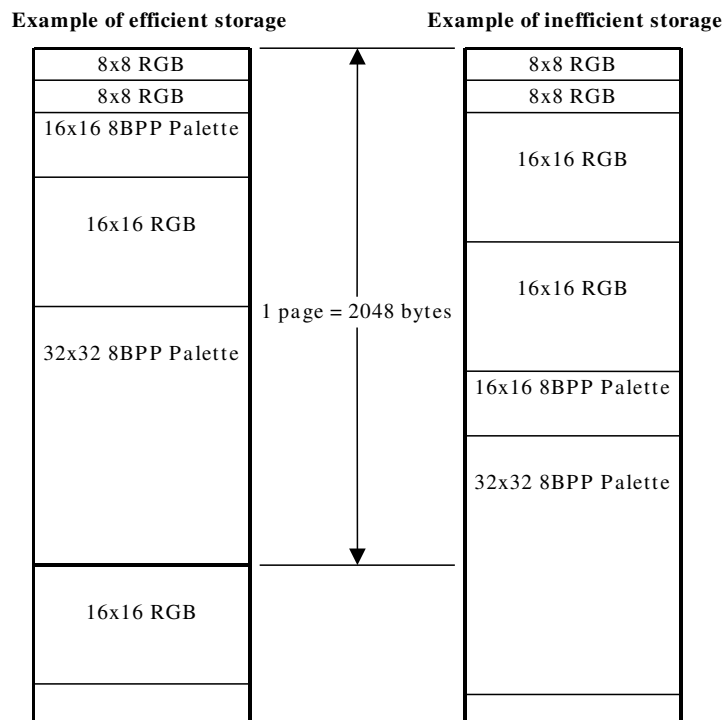 Example of efficient storage
8x8 RGB
8x8 RGB
16x16 8BPP Palette
16x16 RGB
32x32 8BPP Palette
16x16 RGB
1 page = 2048 bytes
Example of inefficient storage
8x8 RGB
8x8 RGB
16x16 RGB
16x16 RGB
16x16 8BPP Palette
32x32 8BPP Palette